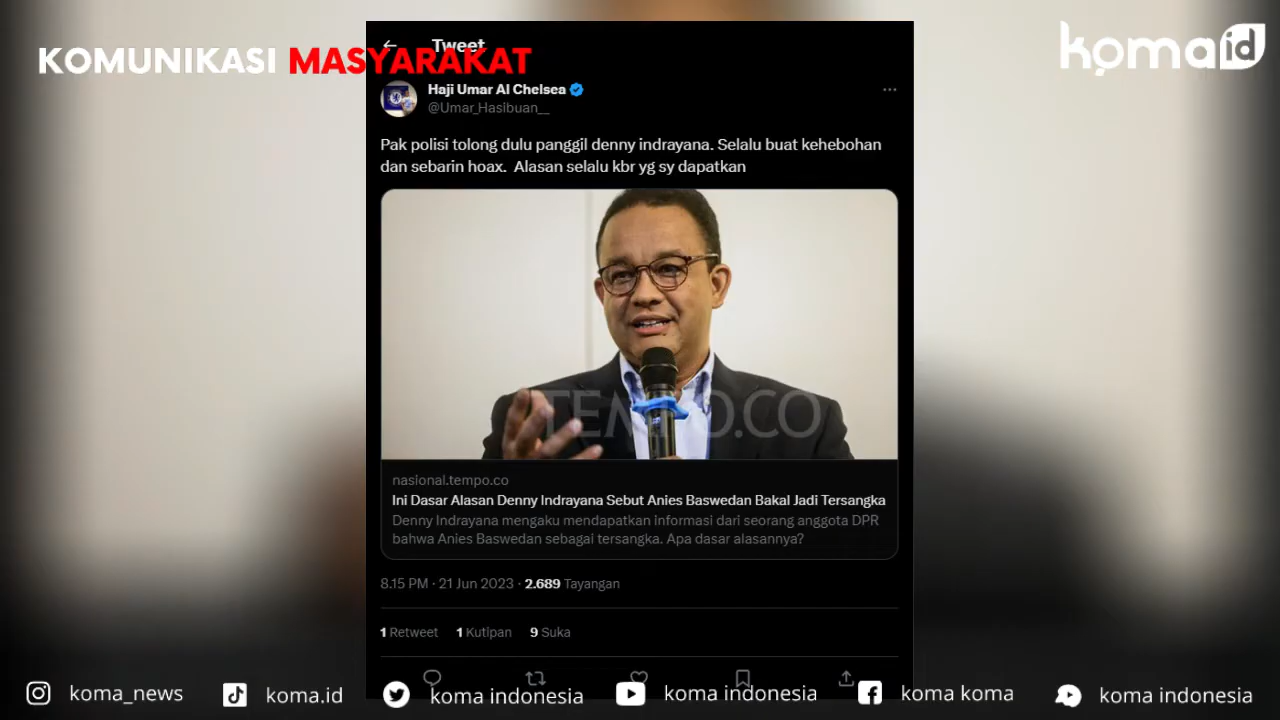 KOMUNIKASI MASYARAKAT
koma id
Tweet
Haji Umar Al Chelsea
@Umar_Hasibuan__
Pak polisi tolong dulu panggil denny indrayana. Selalu buat kehebohan
dan sebarin hoax.  Alasan selalu kbr yg sy dapatkan
TEMPO.CO
nasional.tempo.co
Ini Dasar Alasan Denny Indrayana Sebut Anies Baswedan Bakal Jadi Tersangka
Denny Indrayana mengaku mendapatkan informasi dari seorang anggota DPR
bahwa Anies Baswedan sebagai tersangka. Apa dasar alasannya?
8.15 PM · 21 Jun 2023 · 2.689 Tayangan
1 Retweet 1 Kutipan 9 Suka
koma_news koma.id koma indonesia koma indonesia koma koma koma indonesia